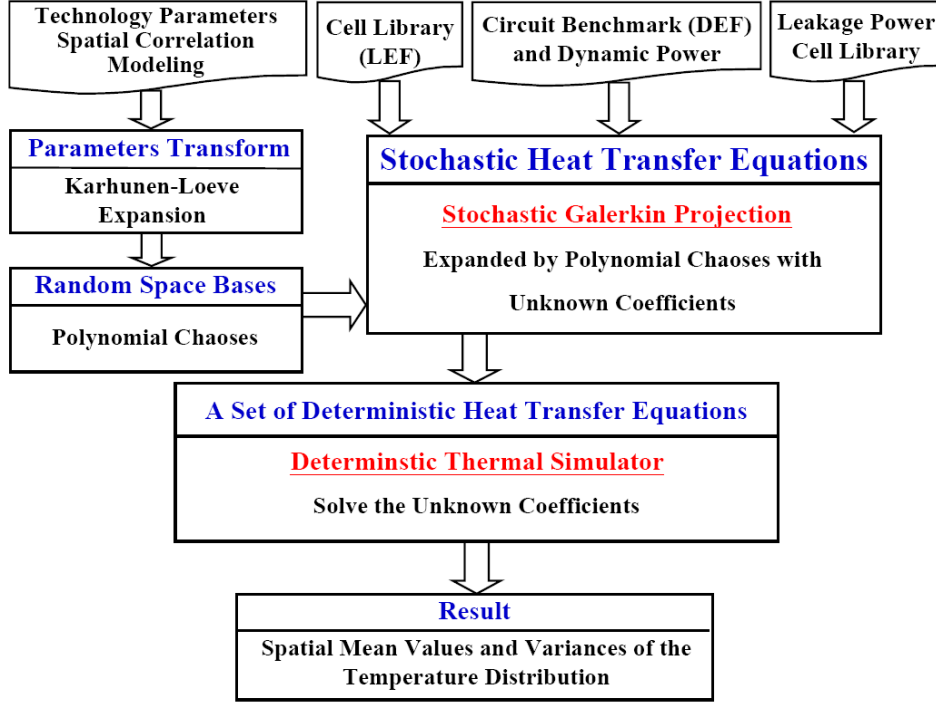 Technology Parameters
Spatial Correlation
Modeling
Cell Library
(LEF)
Circuit Benchmark (DEF)
and Dynamic Power
Leakage Power
Cell Library
Parameters Transform
Karhunen-Loeve
Expansion
Random Space Bases
Polynomial Chaoses
Stochastic Heat Transfer Equations
Stochastic Galerkin Projection
Expanded by Polynomial Chaoses with
Unknown Coefficients
A Set of Deterministic Heat Transfer Equations
Determinstic Thermal Simulator
Solve the Unknown Coefficients
Result
Spatial Mean Values and Variances of the
Temperature Distribution